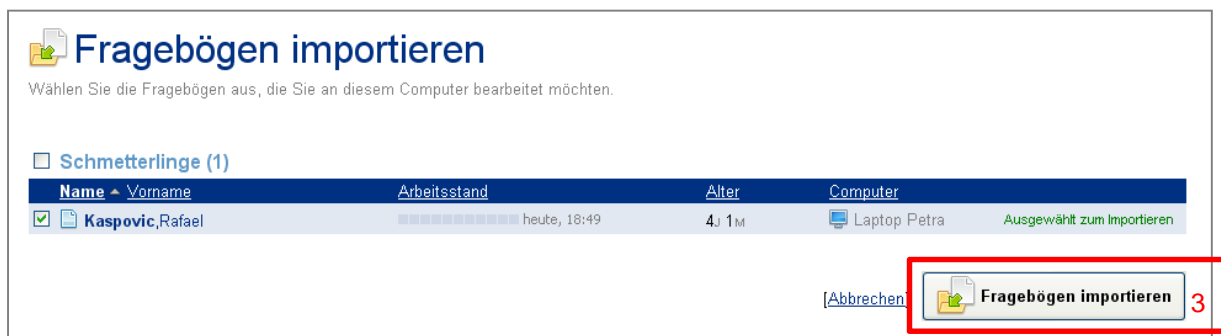 Fragebögen importieren
Wählen Sie die Fragebögen aus, die Sie an diesem Computer bearbeitet möchten.
Schmetterlinge (1)
Name Vorname Arbeitsstand Alter Computer
Kaspovic,Rafael heute, 18:49 4J 1M Laptop Petra Ausgewählt zum Importieren
[Abbrechen] Fragebögen importieren 3